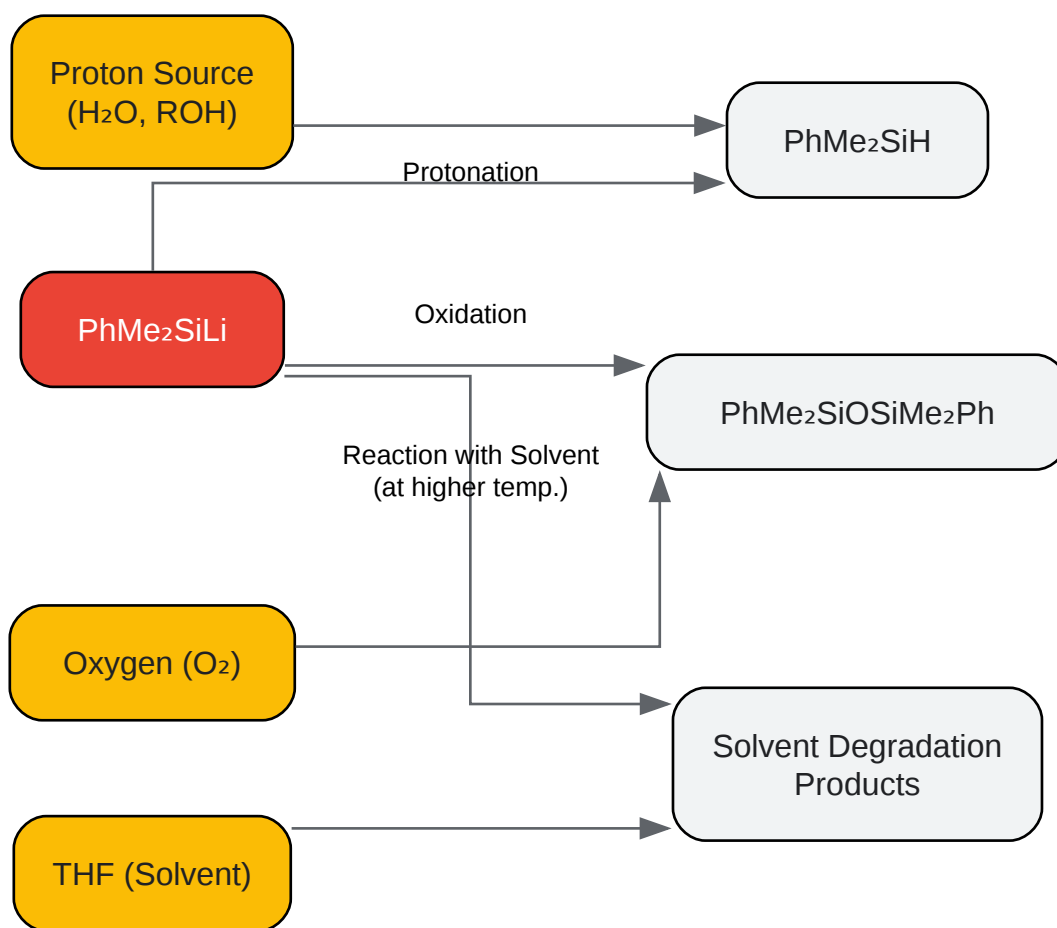 Proton Source
(H₂O, ROH)
PhMe₂SiH
Protonation
PhMe₂SiLi
Oxidation
PhMe₂SiOSiMe₂Ph
Reaction with Solvent
(at higher temp.)
Oxygen (O₂)
Solvent Degradation
Products
THF (Solvent)